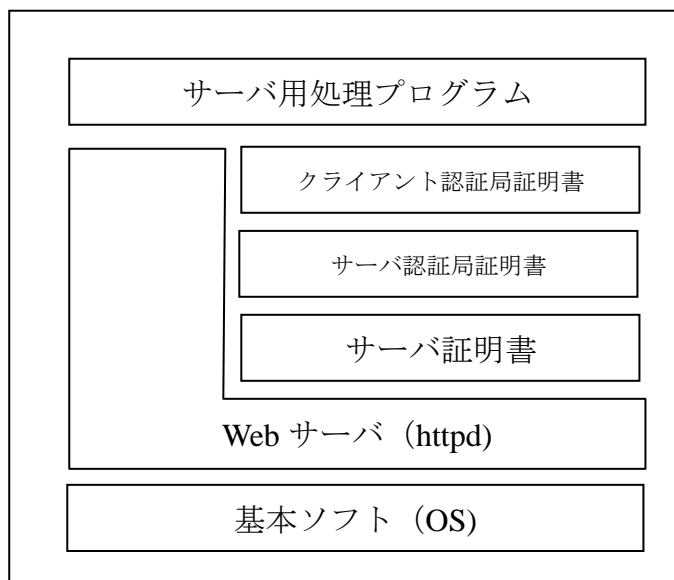 サーバ用処理プログラム
クライアント認証局証明書
サーバ認証局証明書
サーバ証明書
Web サーバ（httpd)
基本ソフト（OS)